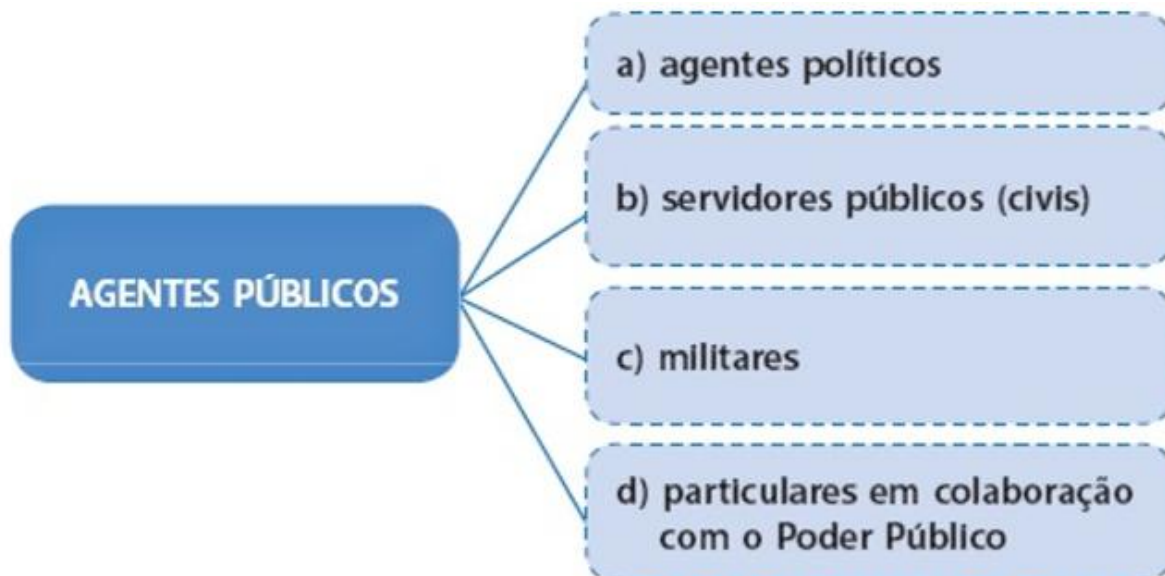 AGENTES PÚBLICOS
a) agentes políticos
b) servidores públicos (civis)
c) militares
d) particulares em colaboração
com o Poder Público